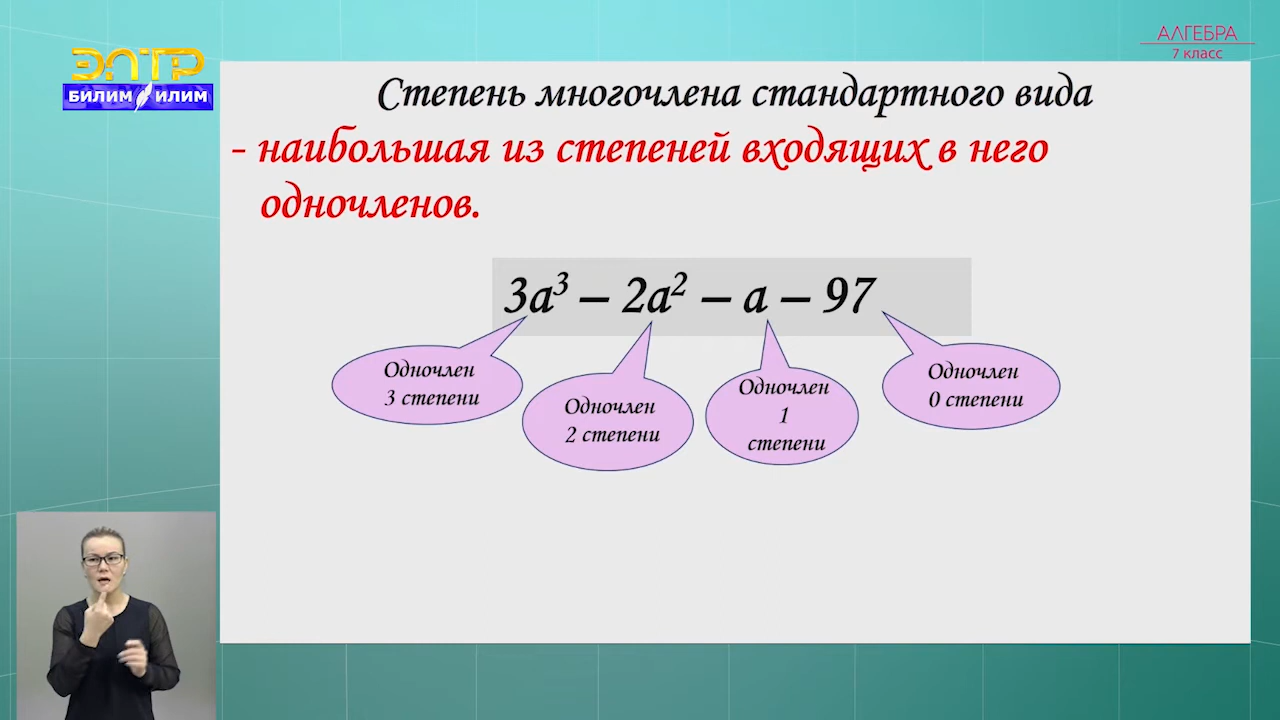 ЭЛТР
БИЛИМ ИЛИМ
АЛГЕБРА
7 класс
Степень многочлена стандартного вида
- наибольшая из степеней входящих в него
одночленов.
3a³ – 2a² – a – 97
Одночлен
3 степени
Одночлен
2 степени
Одночлен
1
степени
Одночлен
0 степени